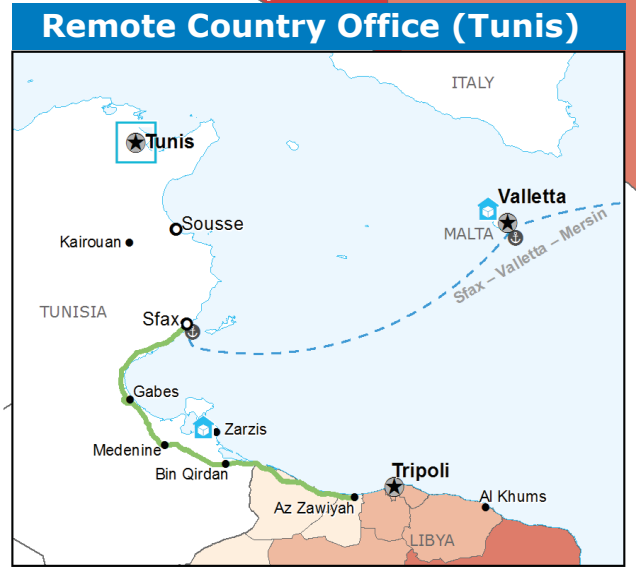 Remote Country Office (Tunis)
ITALY
Tunis
Valletta
Sousse
MALTA
Kairouan
Sfax – Valletta – Mersin
TUNISIA
Sfax
Gabes
Zarzis
Medenine
Bin Qirdan
Tripoli
Az Zawiyah
Al Khums
LIBYA